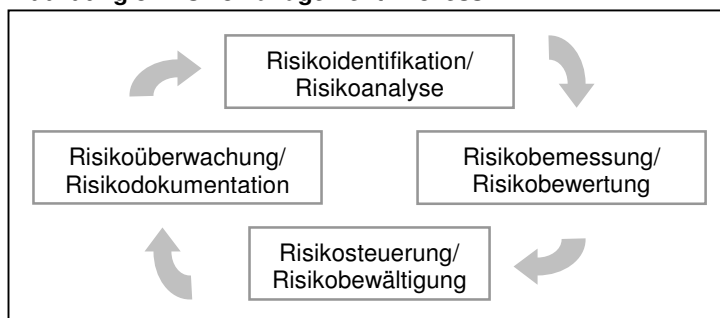 Risikoidentifikation/
Risikoanalyse
Risikoüberwachung/
Risikodokumentation
Risikobemessung/
Risikobewertung
Risikosteuerung/
Risikobewältigung